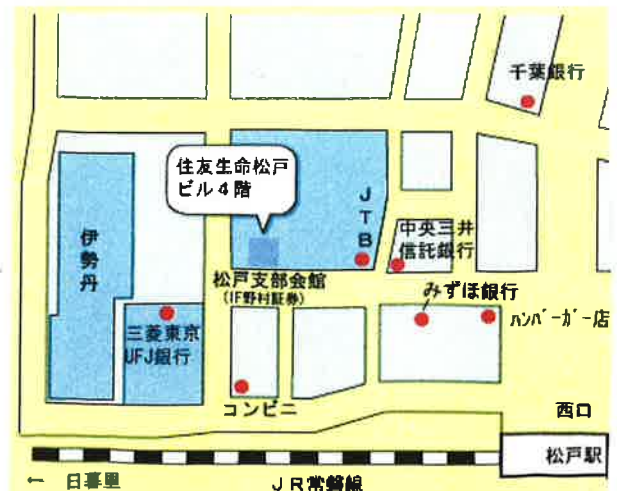 千葉銀行
住友生命松戸
ビル4階
JTB
伊勢丹
中央三井
信託銀行
松戸支部会館
(1F野村証券)
みずほ銀行
ハンバーガー店
三菱東京
UFJ銀行
コンビニ
西口
松戸駅
← 日暮里
JR常磐線